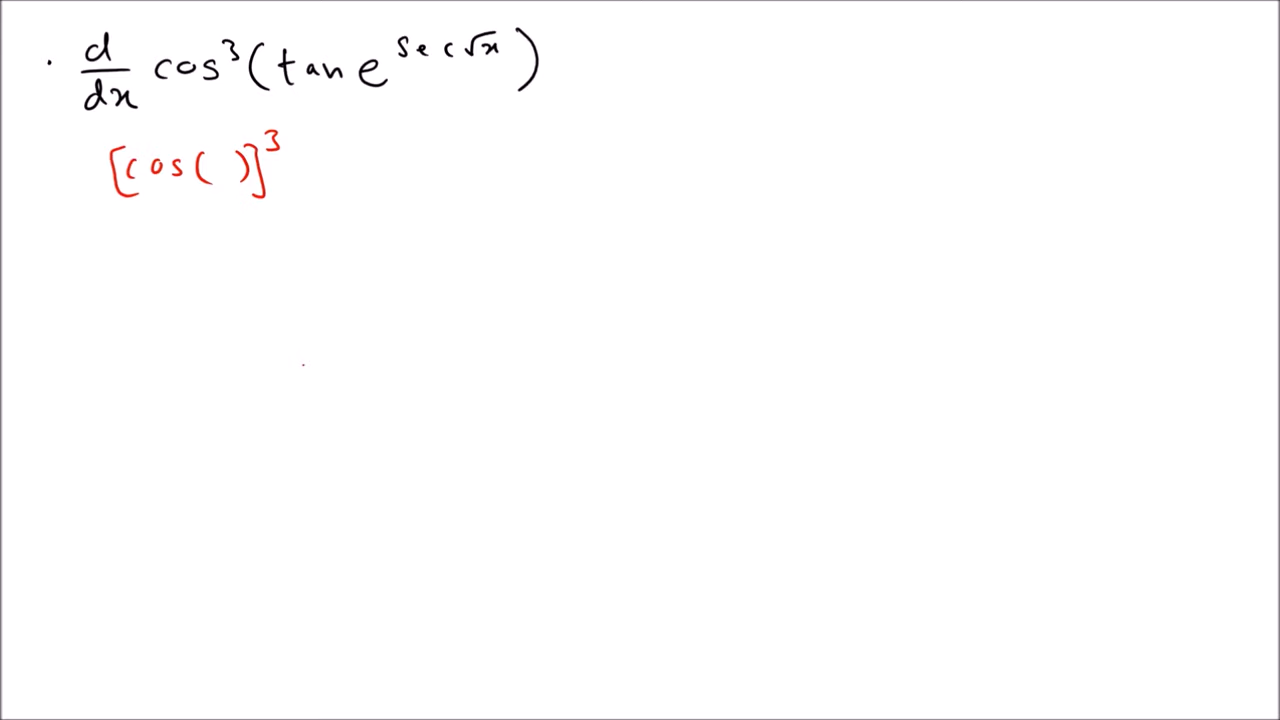 · d/dx cos³(tan e^(sec√x))
[cos( )]³